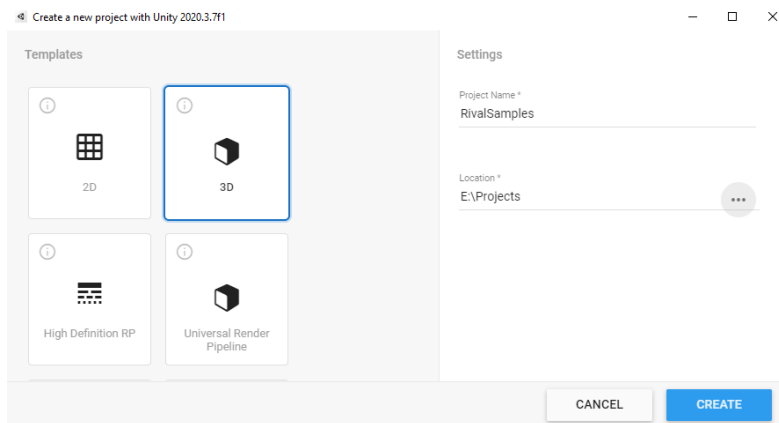 Create a new project with Unity 2020.3.7f1
Templates
2D
3D
High Definition RP
Universal Render
Pipeline
Settings
Project Name *
RivalSamples
Location *
E:\Projects
CANCEL
CREATE